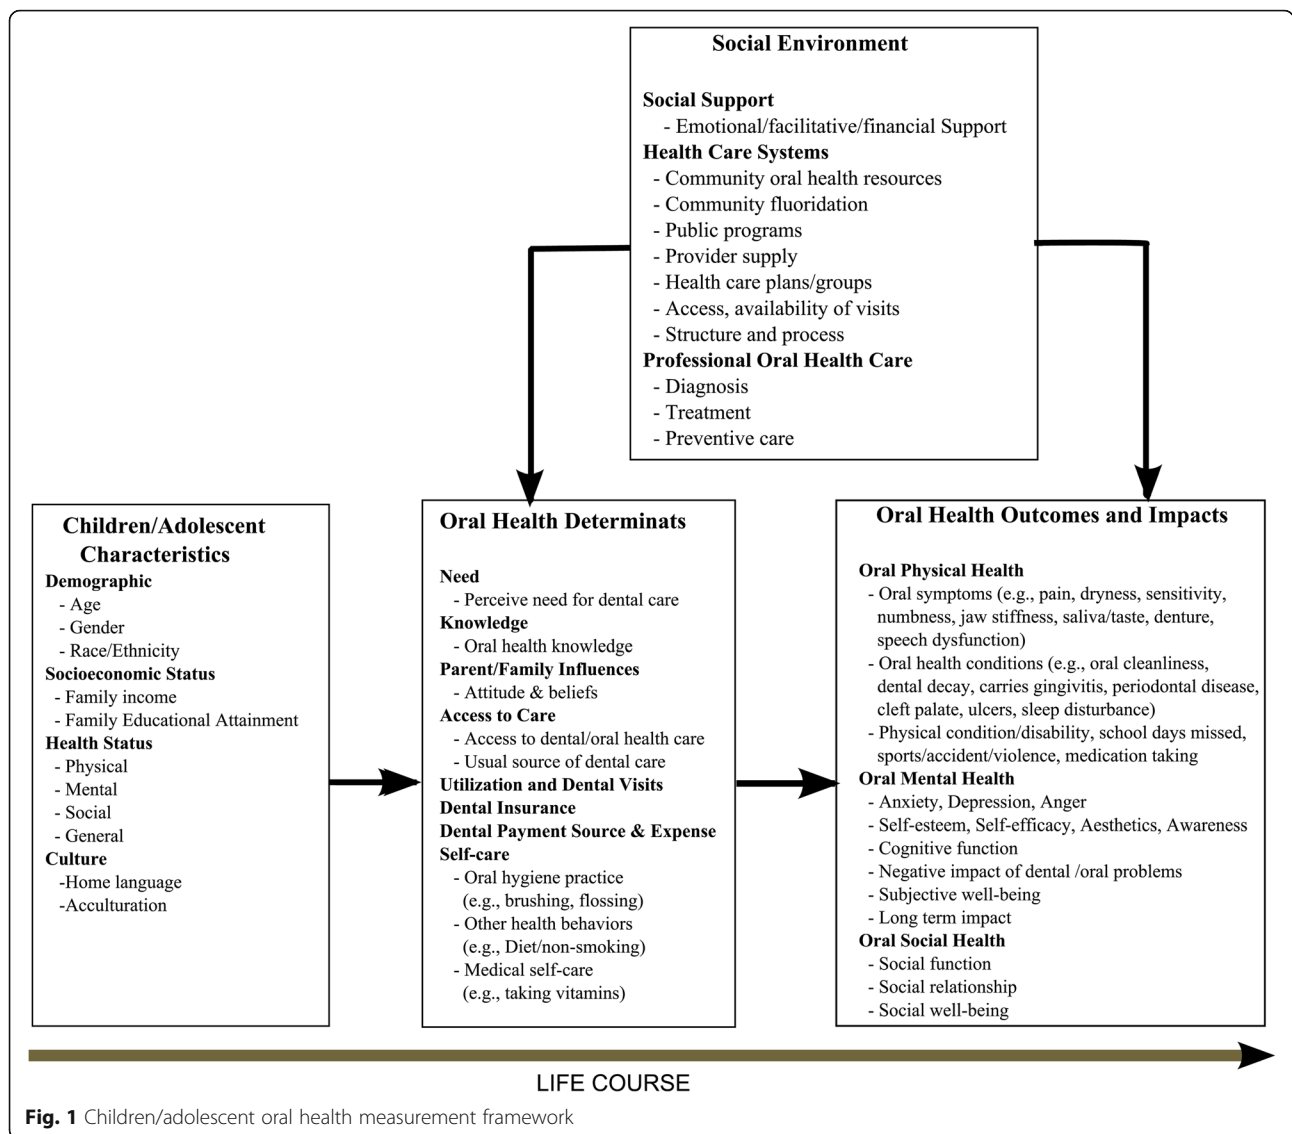 Social Environment
Social Support
- Emotional/facilitative/financial Support
Health Care Systems
- Community oral health resources
- Community fluoridation
- Public programs
- Provider supply
- Health care plans/groups
- Access, availability of visits
- Structure and process
Professional Oral Health Care
- Diagnosis
- Treatment
- Preventive care
Children/Adolescent
Characteristics
Demographic
- Age
- Gender
- Race/Ethnicity
Socioeconomic Status
- Family income
- Family Educational Attainment
Health Status
- Physical
- Mental
- Social
- General
Culture
-Home language
-Acculturation
Oral Health Determinats
Need
- Perceive need for dental care
Knowledge
- Oral health knowledge
Parent/Family Influences
- Attitude & beliefs
Access to Care
- Access to dental/oral health care
- Usual source of dental care
Utilization and Dental Visits
Dental Insurance
Dental Payment Source & Expense
Self-care
- Oral hygiene practice
(e.g., brushing, flossing)
- Other health behaviors
(e.g., Diet/non-smoking)
- Medical self-care
(e.g., taking vitamins)
Oral Health Outcomes and Impacts
Oral Physical Health
- Oral symptoms (e.g., pain, dryness, sensitivity,
numbness, jaw stiffness, saliva/taste, denture,
speech dysfunction)
- Oral health conditions (e.g., oral cleanliness,
dental decay, carries gingivitis, periodontal disease,
cleft palate, ulcers, sleep disturbance)
- Physical condition/disability, school days missed,
sports/accident/violence, medication taking
Oral Mental Health
- Anxiety, Depression, Anger
- Self-esteem, Self-efficacy, Aesthetics, Awareness
- Cognitive function
- Negative impact of dental /oral problems
- Subjective well-being
- Long term impact
Oral Social Health
- Social function
- Social relationship
- Social well-being
LIFE COURSE
Fig. 1 Children/adolescent oral health measurement framework